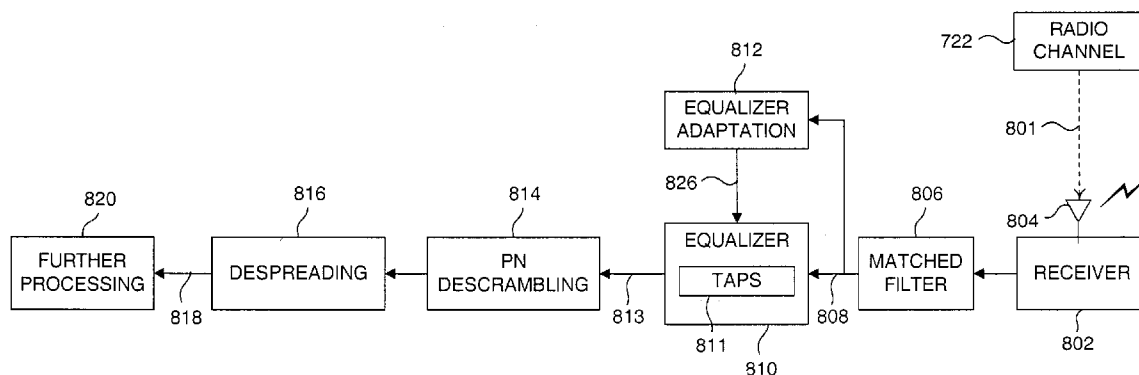 RADIO
CHANNEL
722
812
EQUALIZER
ADAPTATION
801
826
804
820
816
814
806
FURTHER
PROCESSING
DESPREADING
PN
DESCRAMBLING
EQUALIZER
TAPS
MATCHED
FILTER
RECEIVER
818
813
811
808
810
802